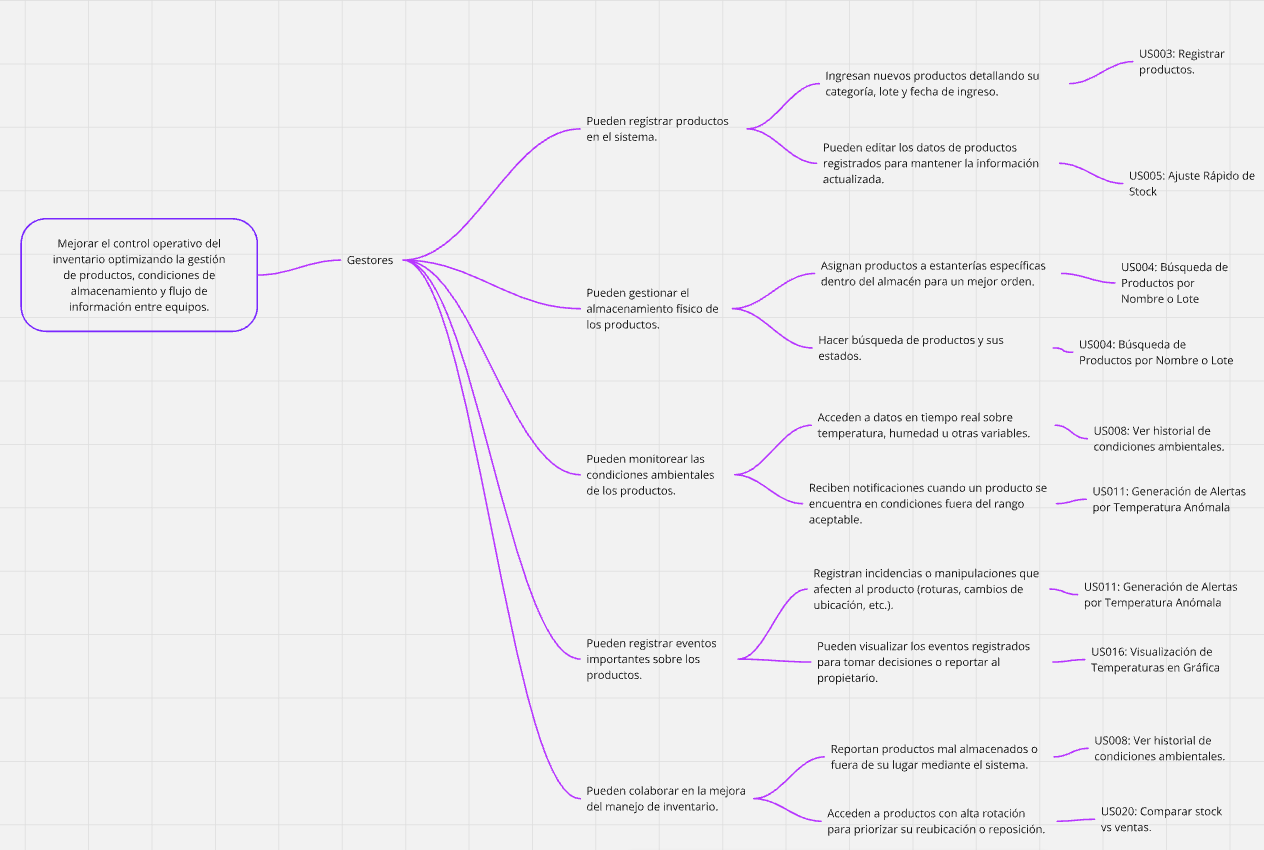 Mejorar el control operativo del
inventario optimizando la gestión
de productos, condiciones de
almacenamiento y flujo de
información entre equipos.
Gestores
Pueden registrar productos
en el sistema.
Ingresan nuevos productos detallando su
categoría, lote y fecha de ingreso.
US003: Registrar
productos.
Pueden editar los datos de productos
registrados para mantener la información
actualizada.
US005: Ajuste Rápido de
Stock
Pueden gestionar el
almacenamiento físico de
los productos.
Asignan productos a estanterías específicas
dentro del almacén para un mejor orden.
US004: Búsqueda de
Productos por
Nombre o Lote
Hacer búsqueda de productos y sus
estados.
US004: Búsqueda de
Productos por Nombre o Lote
Pueden monitorear las
condiciones ambientales
de los productos.
Acceden a datos en tiempo real sobre
temperatura, humedad u otras variables.
US008: Ver historial de
condiciones ambientales.
Reciben notificaciones cuando un producto se
encuentra en condiciones fuera del rango
aceptable.
US011: Generación de Alertas
por Temperatura Anómala
Pueden registrar eventos
importantes sobre los
productos.
Registran incidencias o manipulaciones que
afecten al producto (roturas, cambios de
ubicación, etc.).
US011: Generación de Alertas
por Temperatura Anómala
Pueden visualizar los eventos registrados
para tomar decisiones o reportar al
propietario.
US016: Visualización de
Temperaturas en Gráfica
Pueden colaborar en la mejora
del manejo de inventario.
Reportan productos mal almacenados o
fuera de su lugar mediante el sistema.
US008: Ver historial de
condiciones ambientales.
Acceden a productos con alta rotación
para priorizar su reubicación o reposición.
US020: Comparar stock
vs ventas.